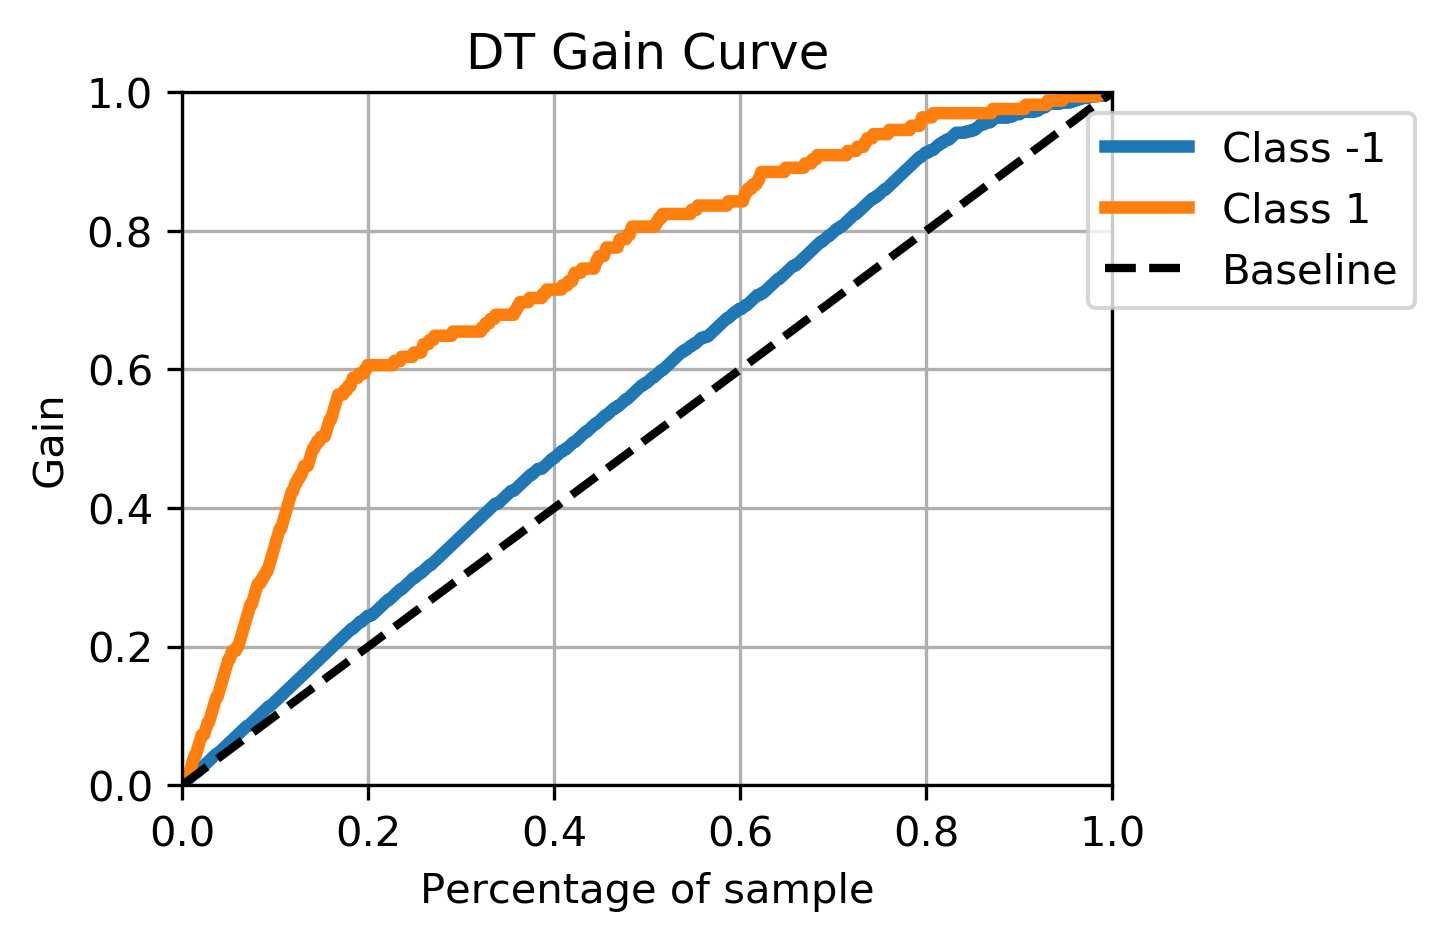 DT Gain Curve
1.0
0.8
0.6
0.4
0.2
0.0
Gain
0.0 0.2 0.4 0.6 0.8 1.0
Percentage of sample
Class -1
Class 1
Baseline